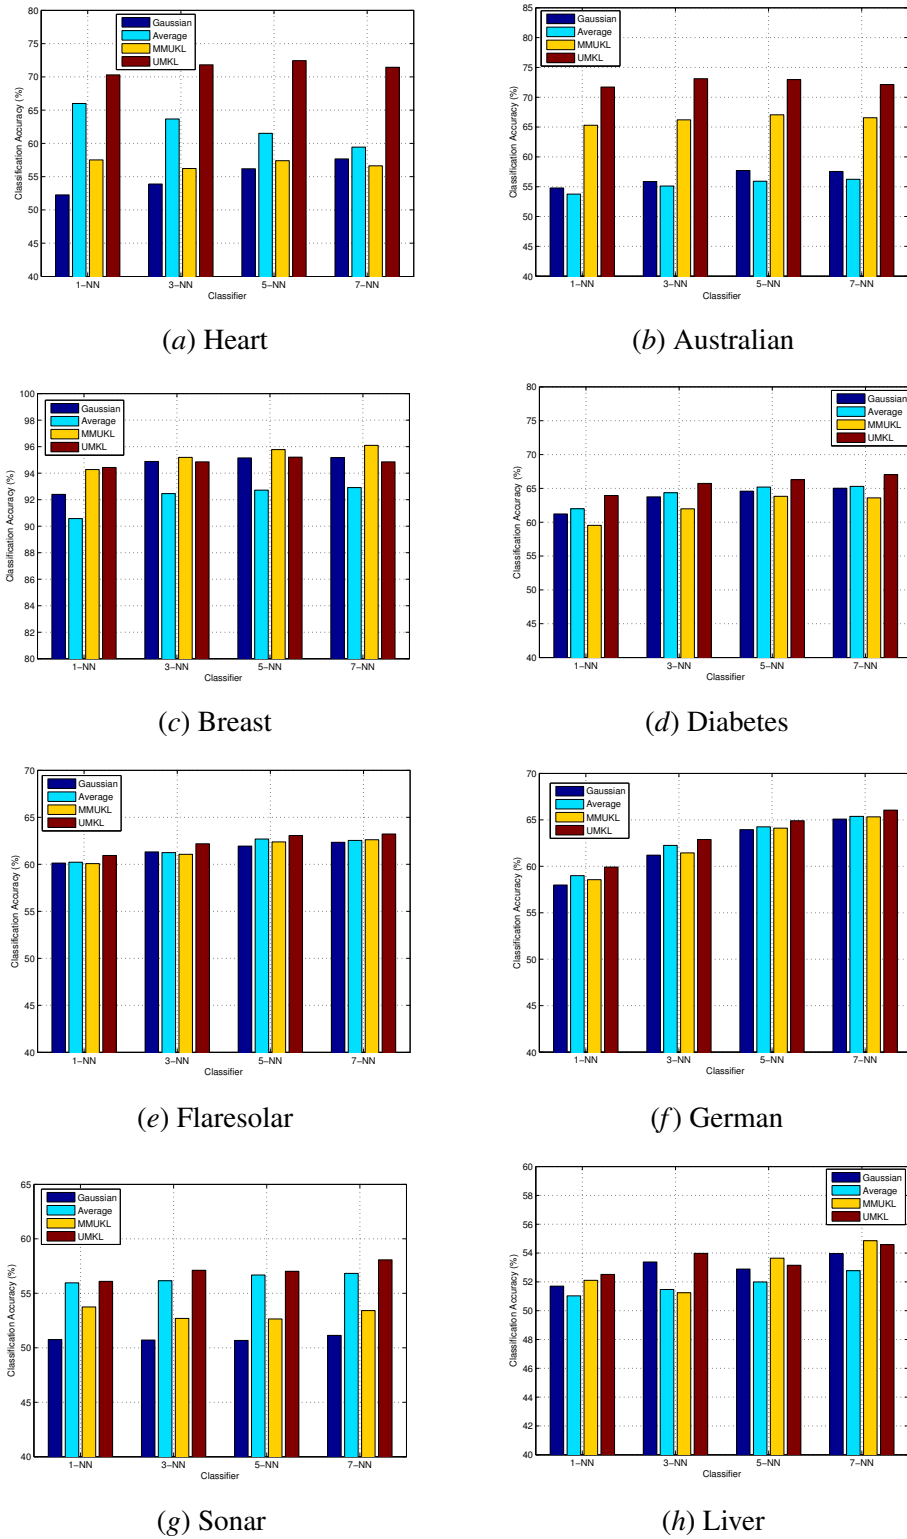 80
75
70
65
60
55
50
45
40
Classification Accuracy (%)
Gaussian
Average
MMUKL
UMKL
1−NN 3−NN 5−NN 7−NN
Classifier
(a) Heart
85
80
75
70
65
60
55
50
45
40
Classification Accuracy (%)
Gaussian
Average
MMUKL
UMKL
1−NN 3−NN 5−NN 7−NN
Classifier
(b) Australian
100
98
96
94
92
90
88
86
84
82
80
Classification Accuracy (%)
Gaussian
Average
MMUKL
UMKL
1−NN 3−NN 5−NN 7−NN
Classifier
(c) Breast
80
75
70
65
60
55
50
45
40
Classification Accuracy (%)
Gaussian
Average
MMUKL
UMKL
1−NN 3−NN 5−NN 7−NN
Classifier
(d) Diabetes
70
65
60
55
50
45
40
Classification Accuracy (%)
Gaussian
Average
MMUKL
UMKL
1−NN 3−NN 5−NN 7−NN
Classifier
(e) Flaresolar
70
65
60
55
50
45
40
Classification Accuracy (%)
Gaussian
Average
MMUKL
UMKL
1−NN 3−NN 5−NN 7−NN
Classifier
(f) German
65
60
55
50
45
40
Classification Accuracy (%)
Gaussian
Average
MMUKL
UMKL
1−NN 3−NN 5−NN 7−NN
Classifier
(g) Sonar
60
58
56
54
52
50
48
46
44
42
40
Classification Accuracy (%)
Gaussian
Average
MMUKL
UMKL
1−NN 3−NN 5−NN 7−NN
Classifier
(h) Liver